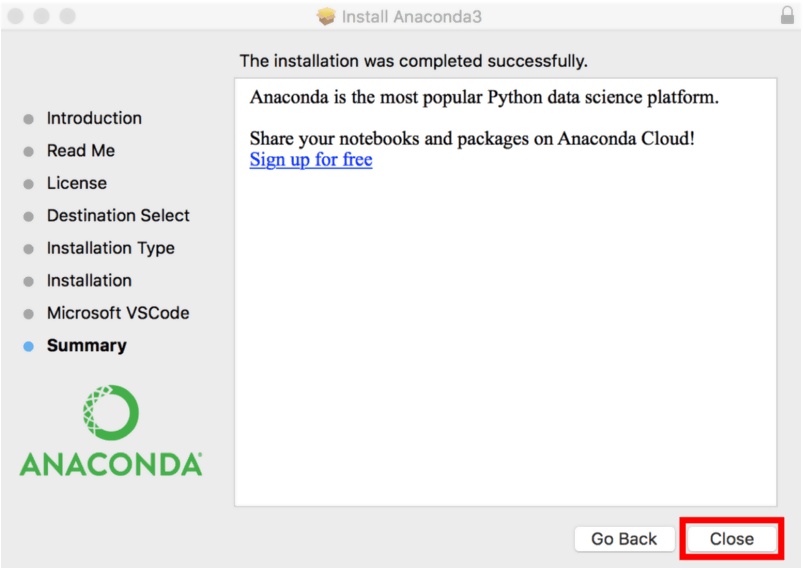 Install Anaconda3
The installation was completed successfully.
Introduction
Read Me
License
Destination Select
Installation Type
Installation
Microsoft VSCode
Summary
ANACONDA
Anaconda is the most popular Python data science platform.
Share your notebooks and packages on Anaconda Cloud!
Sign up for free
Go Back
Close